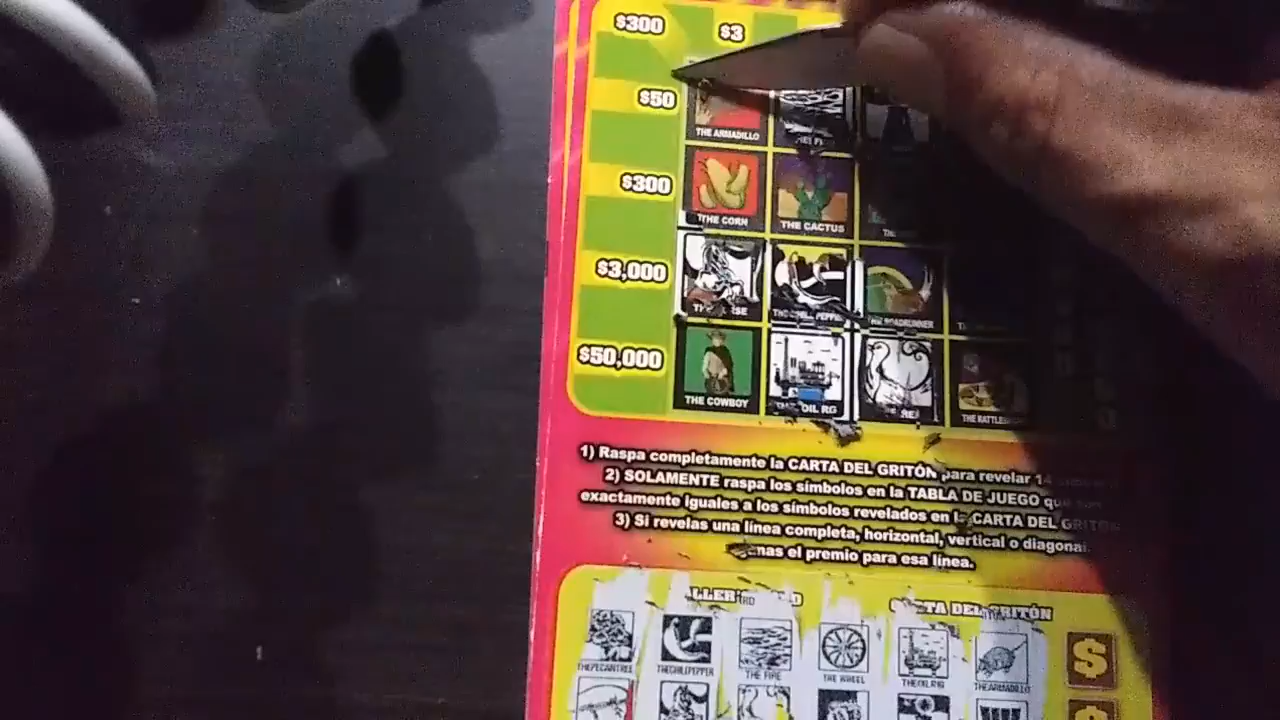 $300 $3
$50
THE ARMADILLO
$300
THE CORN THE CACTUS
$3,000
THE ROADRUNNER
$50,000
THE COWBOY OIL RG
1) Raspa completamente la CARTA DEL GRITÓN para revelar 14
2) SOLAMENTE raspa los símbolos en la TABLA DE JUEGO que son
exactamente iguales a los símbolos revelados en la CARTA DEL GRITÓN
3) Si revelas una línea completa, horizontal, vertical o diagonal.
el premio para esa línea.
DEL GRITÓN
THE PECAN TREE THE CHILE PEPPER THE FIRE THE WHEEL THE OIL RIG THE ARMADILLO
$